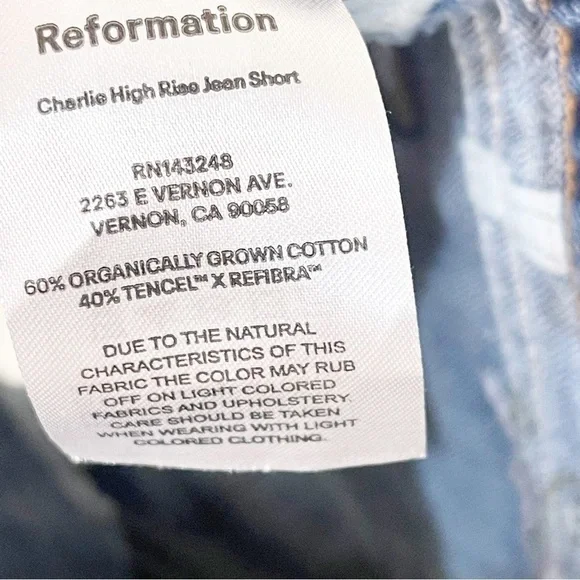 Reformation
Charlie High Rise Jean Short
RN143248
2263 E VERNON AVE.
VERNON, CA 90058
60% ORGANICALLY GROWN COTTON
40% TENCEL™ X REFIBRA™
DUE TO THE NATURAL
CHARACTERISTICS OF THIS
FABRIC THE COLOR MAY RUB
OFF ON LIGHT COLORED
FABRICS AND UPHOLSTERY.
CARE SHOULD BE TAKEN
WHEN WEARING WITH LIGHT
COLORED CLOTHING.